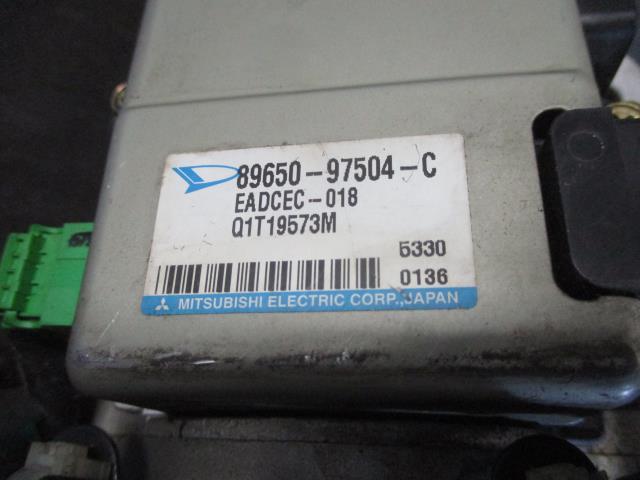 89650-97504-C
EADCEC-018
Q1T19573M
5330
0136
MITSUBISHI ELECTRIC CORP., JAPAN